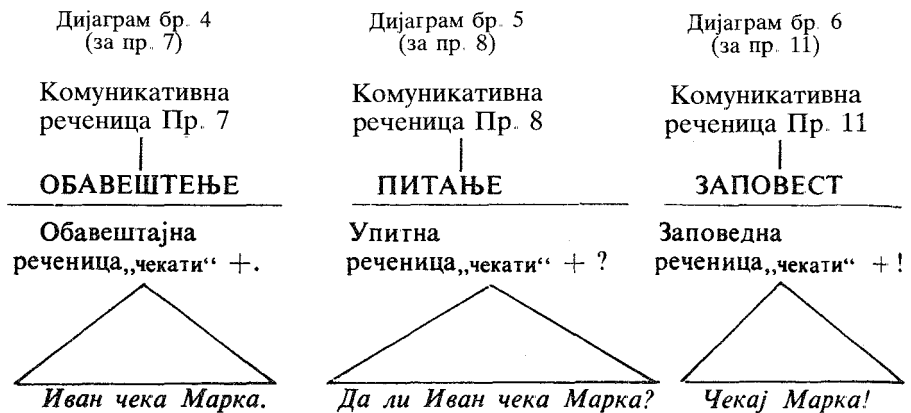 Дијаграм бр. 4
(за пр. 7)
Комуникативна
реченица Пр. 7
ОБАВЕШТЕЊЕ
Обавештајна
реченица„чекати“ +.
Иван чека Марка.
Дијаграм бр. 5
(за пр. 8)
Комуникативна
реченица Пр. 8
ПИТАЊЕ
Упитна
реченица„чекати“ + ?
Да ли Иван чека Марка?
Дијаграм бр. 6
(за пр. 11)
Комуникативна
реченица Пр. 11
ЗАПОВЕСТ
Заповедна
реченица„чекати“ + !
Чекај Марка!